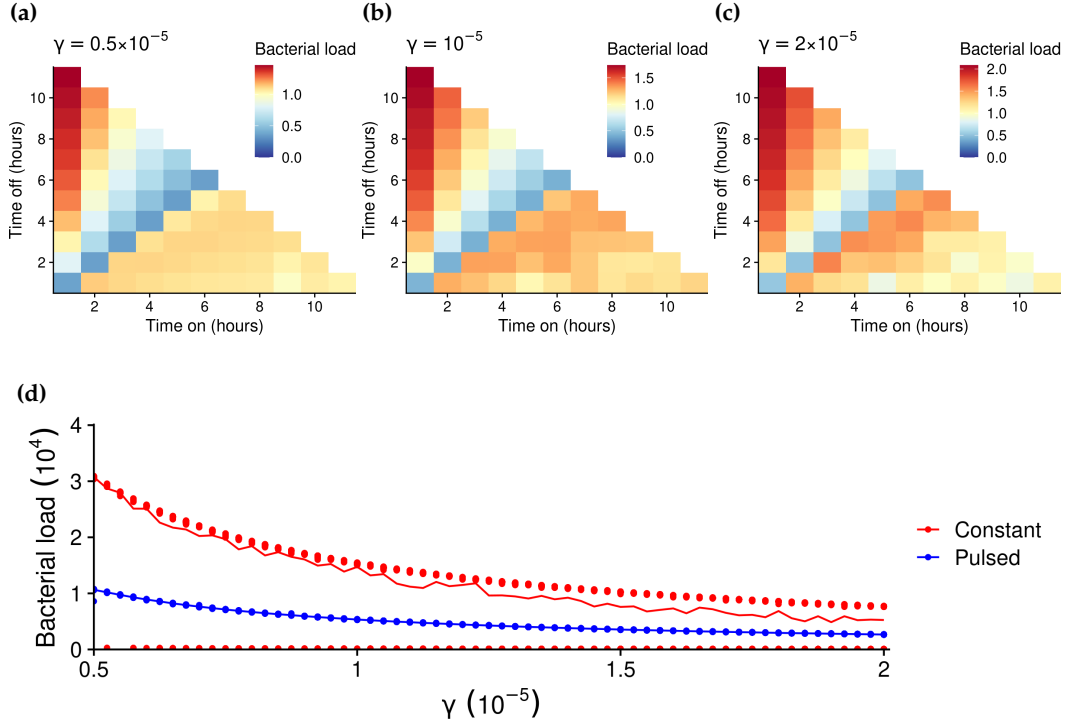 (a)
γ = 0.5×10⁻⁵
Bacterial load
1.0
0.5
0.0
10
8
6
4
2
Time off (hours)
2 4 6 8 10
Time on (hours)
(b)
γ = 10⁻⁵
Bacterial load
1.5
1.0
0.5
0.0
10
8
6
4
2
Time off (hours)
2 4 6 8 10
Time on (hours)
(c)
γ = 2×10⁻⁵
Bacterial load
2.0
1.5
1.0
0.5
0.0
10
8
6
4
2
Time off (hours)
2 4 6 8 10
Time on (hours)
(d)
4
3
2
1
0
Bacterial load (10⁴)
0.5 1 1.5 2
γ (10⁻⁵)
Constant
Pulsed